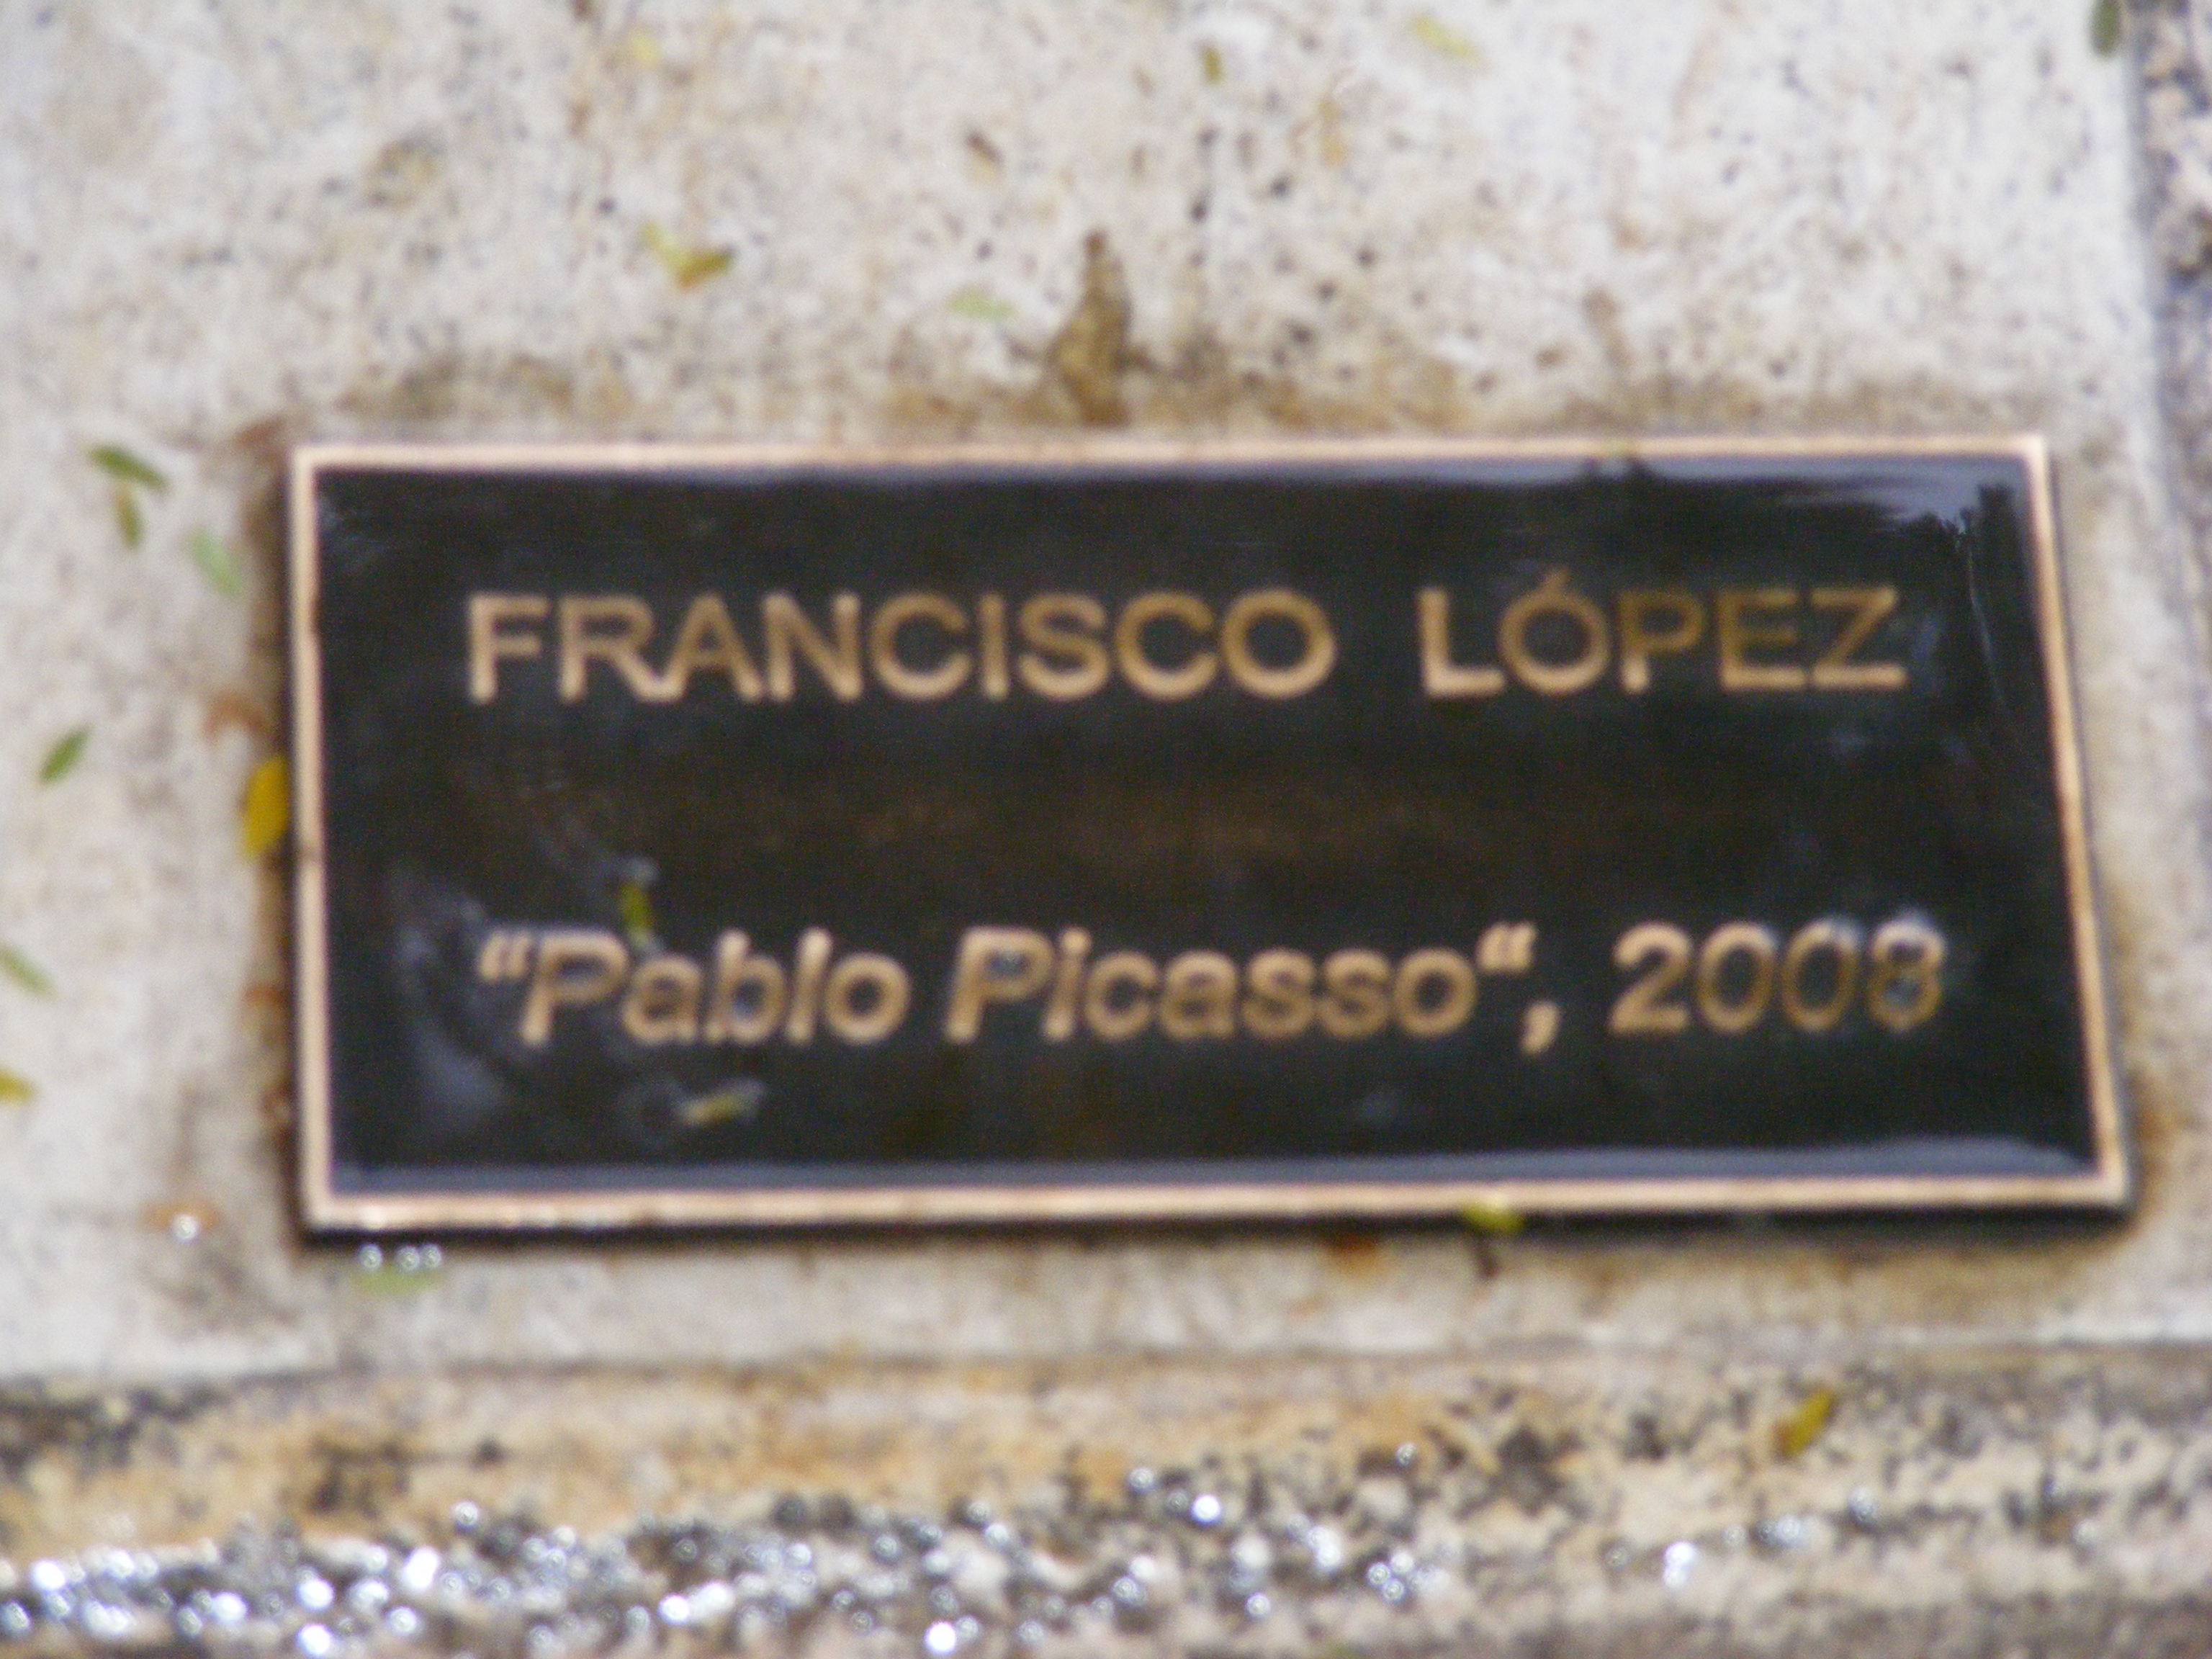 FRANCISCO LÓPEZ
“Pablo Picasso“, 2008